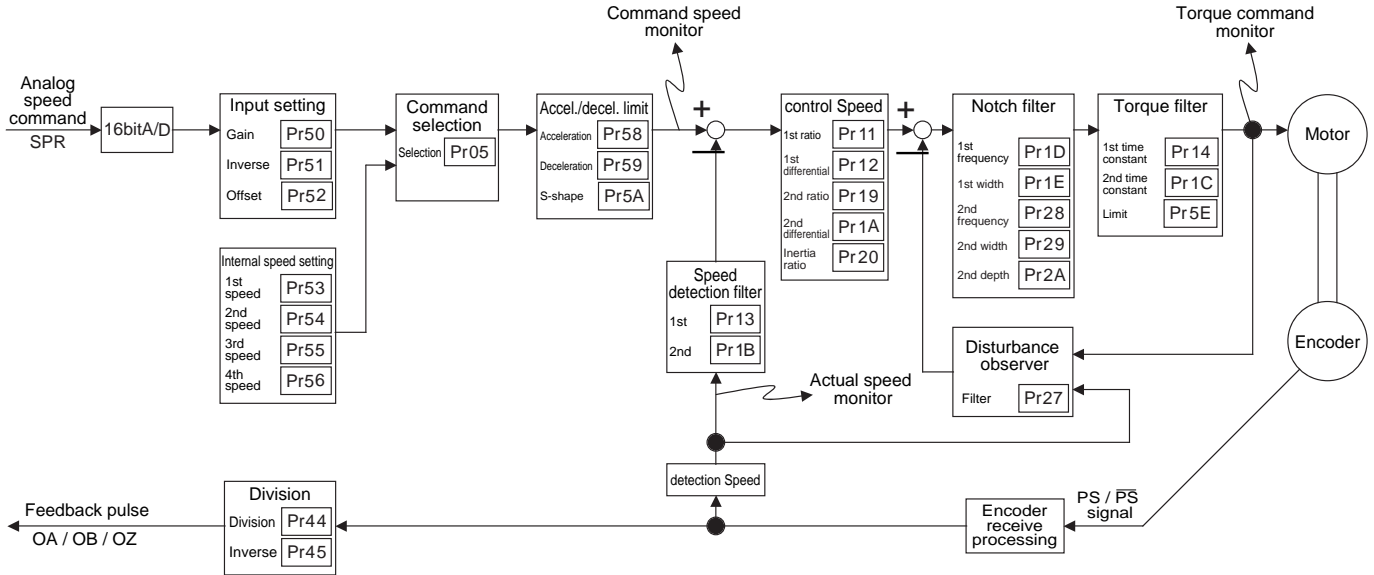 Command speed
monitor
Torque command
monitor
Analog
speed
command
SPR
16bitA/D
Input setting
Gain Pr50
Inverse Pr51
Offset Pr52
Command
selection
Selection Pr05
Accel./decel. limit
Acceleration Pr58
Deceleration Pr59
S-shape Pr5A
+
control Speed
1st ratio Pr11
1st
differential Pr12
2nd ratio Pr19
2nd
differential Pr1A
Inertia
ratio Pr20
+
Notch filter
1st
frequency Pr1D
1st width Pr1E
2nd
frequency Pr28
2nd width Pr29
2nd depth Pr2A
Torque filter
1st time
constant Pr14
2nd time
constant Pr1C
Limit Pr5E
Motor
Internal speed setting
1st
speed Pr53
2nd
speed Pr54
3rd
speed Pr55
4th
speed Pr56
Speed
detection filter
1st Pr13
2nd Pr1B
Actual speed
monitor
Disturbance
observer
Filter Pr27
Encoder
detection Speed
Feedback pulse
OA / OB / OZ
Division
Division Pr44
Inverse Pr45
Encoder
receive
processing
PS / P̅S̅
signal